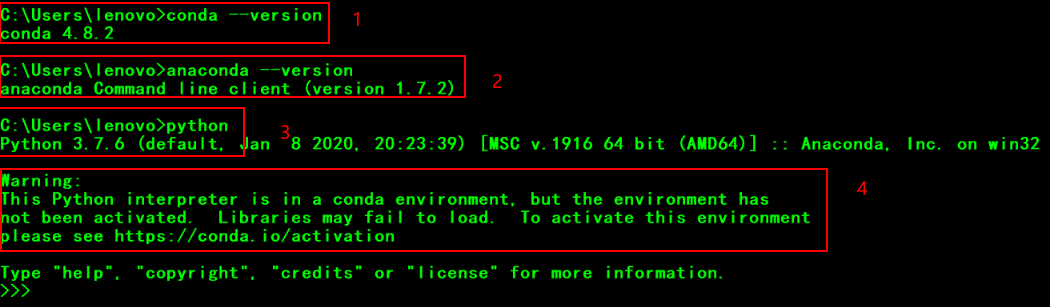 C:\Users\lenovo>conda --version 1
conda 4.8.2
C:\Users\lenovo>anaconda --version
anaconda Command line client (version 1.7.2) 2
C:\Users\lenovo>python
3
Python 3.7.6 (default, Jan  8 2020, 20:23:39) [MSC v.1916 64 bit (AMD64)] :: Anaconda, Inc. on win32
Warning:
4
This Python interpreter is in a conda environment, but the environment has
not been activated.  Libraries may fail to load.  To activate this environment
please see https://conda.io/activation
Type "help", "copyright", "credits" or "license" for more information.
>>>